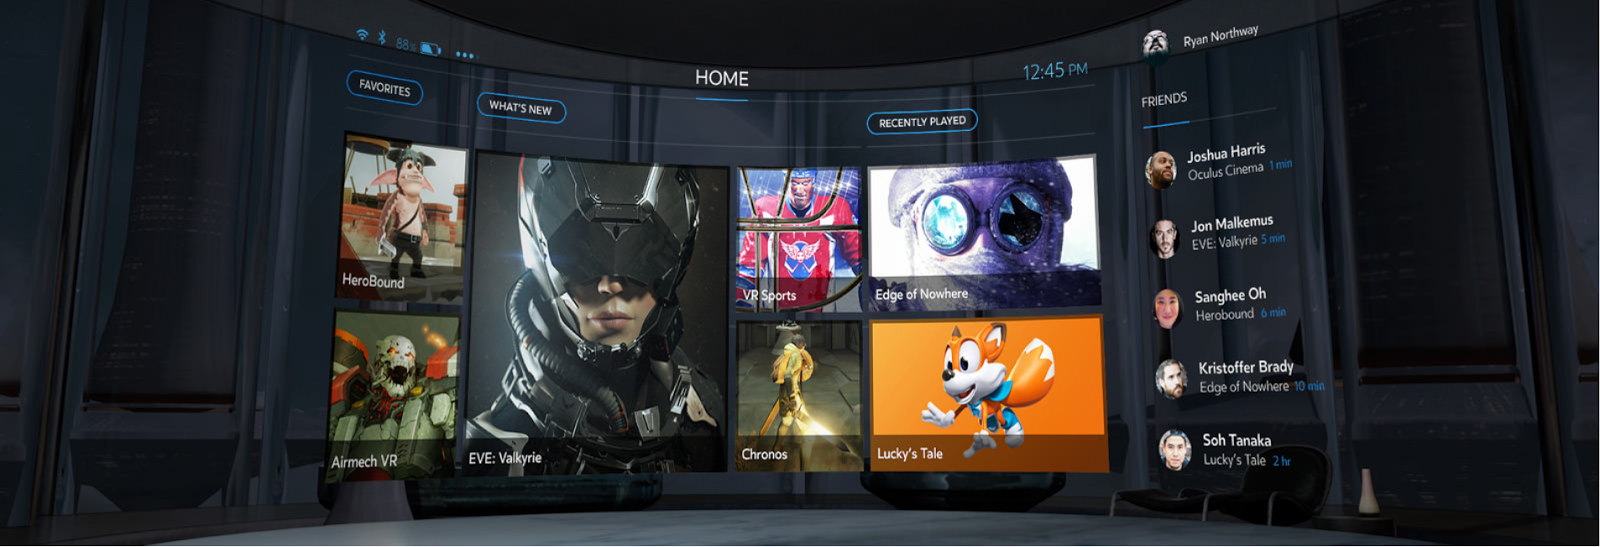 88%
HOME
12:45 PM
Ryan Northway
FAVORITES
WHAT'S NEW
RECENTLY PLAYED
FRIENDS
HeroBound
Airmech VR
EVE: Valkyrie
VR Sports
Chronos
Edge of Nowhere
Lucky's Tale
Joshua Harris
Oculus Cinema 1 min
Jon Malkemus
EVE: Valkyrie 5 min
Sanghee Oh
Herobound 6 min
Kristoffer Brady
Edge of Nowhere 10 min
Soh Tanaka
Lucky's Tale 2 hr